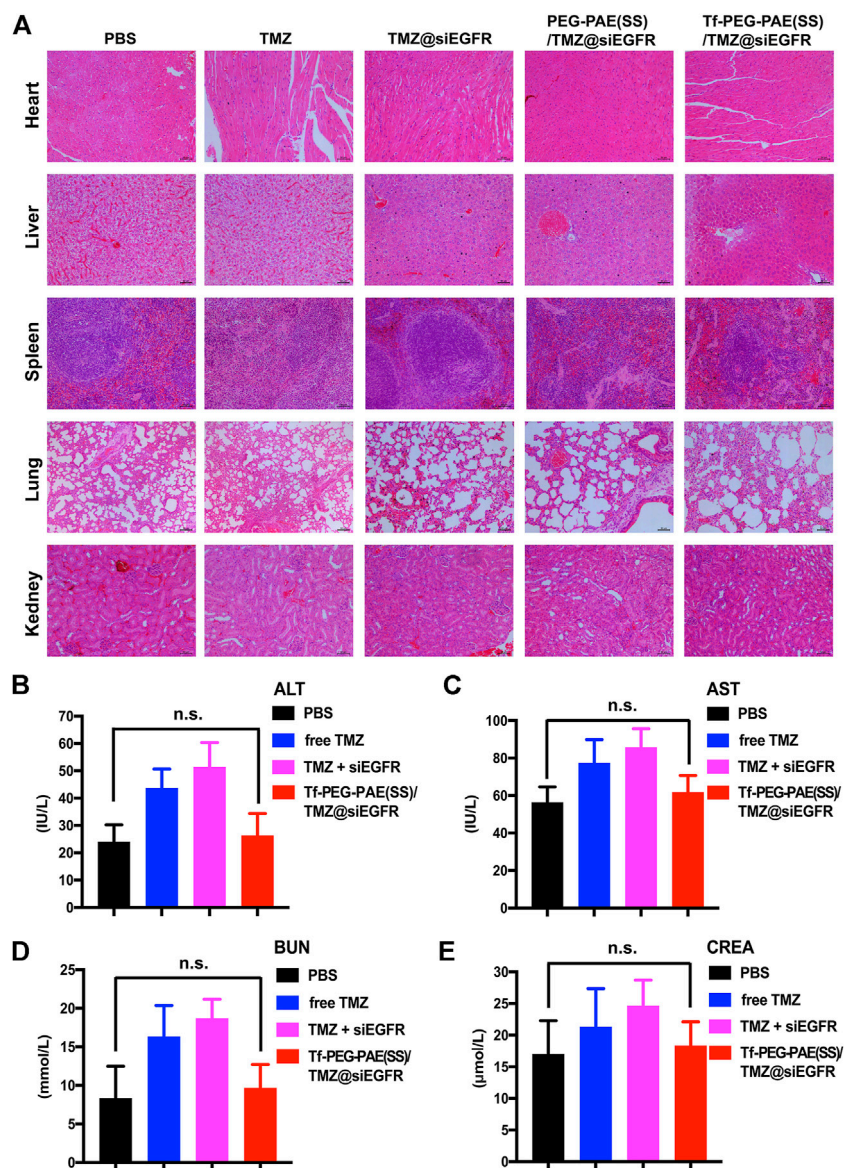 A
PBS
TMZ
TMZ@siEGFR
PEG-PAE(SS)
/TMZ@siEGFR
Tf-PEG-PAE(SS)
/TMZ@siEGFR
Heart
Liver
Spleen
Lung
Kedney
B
ALT
70
60
50
40
30
20
10
0
(IU/L)
n.s.
PBS
free TMZ
TMZ + siEGFR
Tf-PEG-PAE(SS)/
TMZ@siEGFR
C
AST
100
80
60
40
20
0
(IU/L)
n.s.
PBS
free TMZ
TMZ + siEGFR
Tf-PEG-PAE(SS)/
TMZ@siEGFR
D
BUN
25
20
15
10
5
0
(mmol/L)
n.s.
PBS
free TMZ
TMZ + siEGFR
Tf-PEG-PAE(SS)/
TMZ@siEGFR
E
CREA
30
25
20
15
10
5
0
(μmol/L)
n.s.
PBS
free TMZ
TMZ + siEGFR
Tf-PEG-PAE(SS)/
TMZ@siEGFR